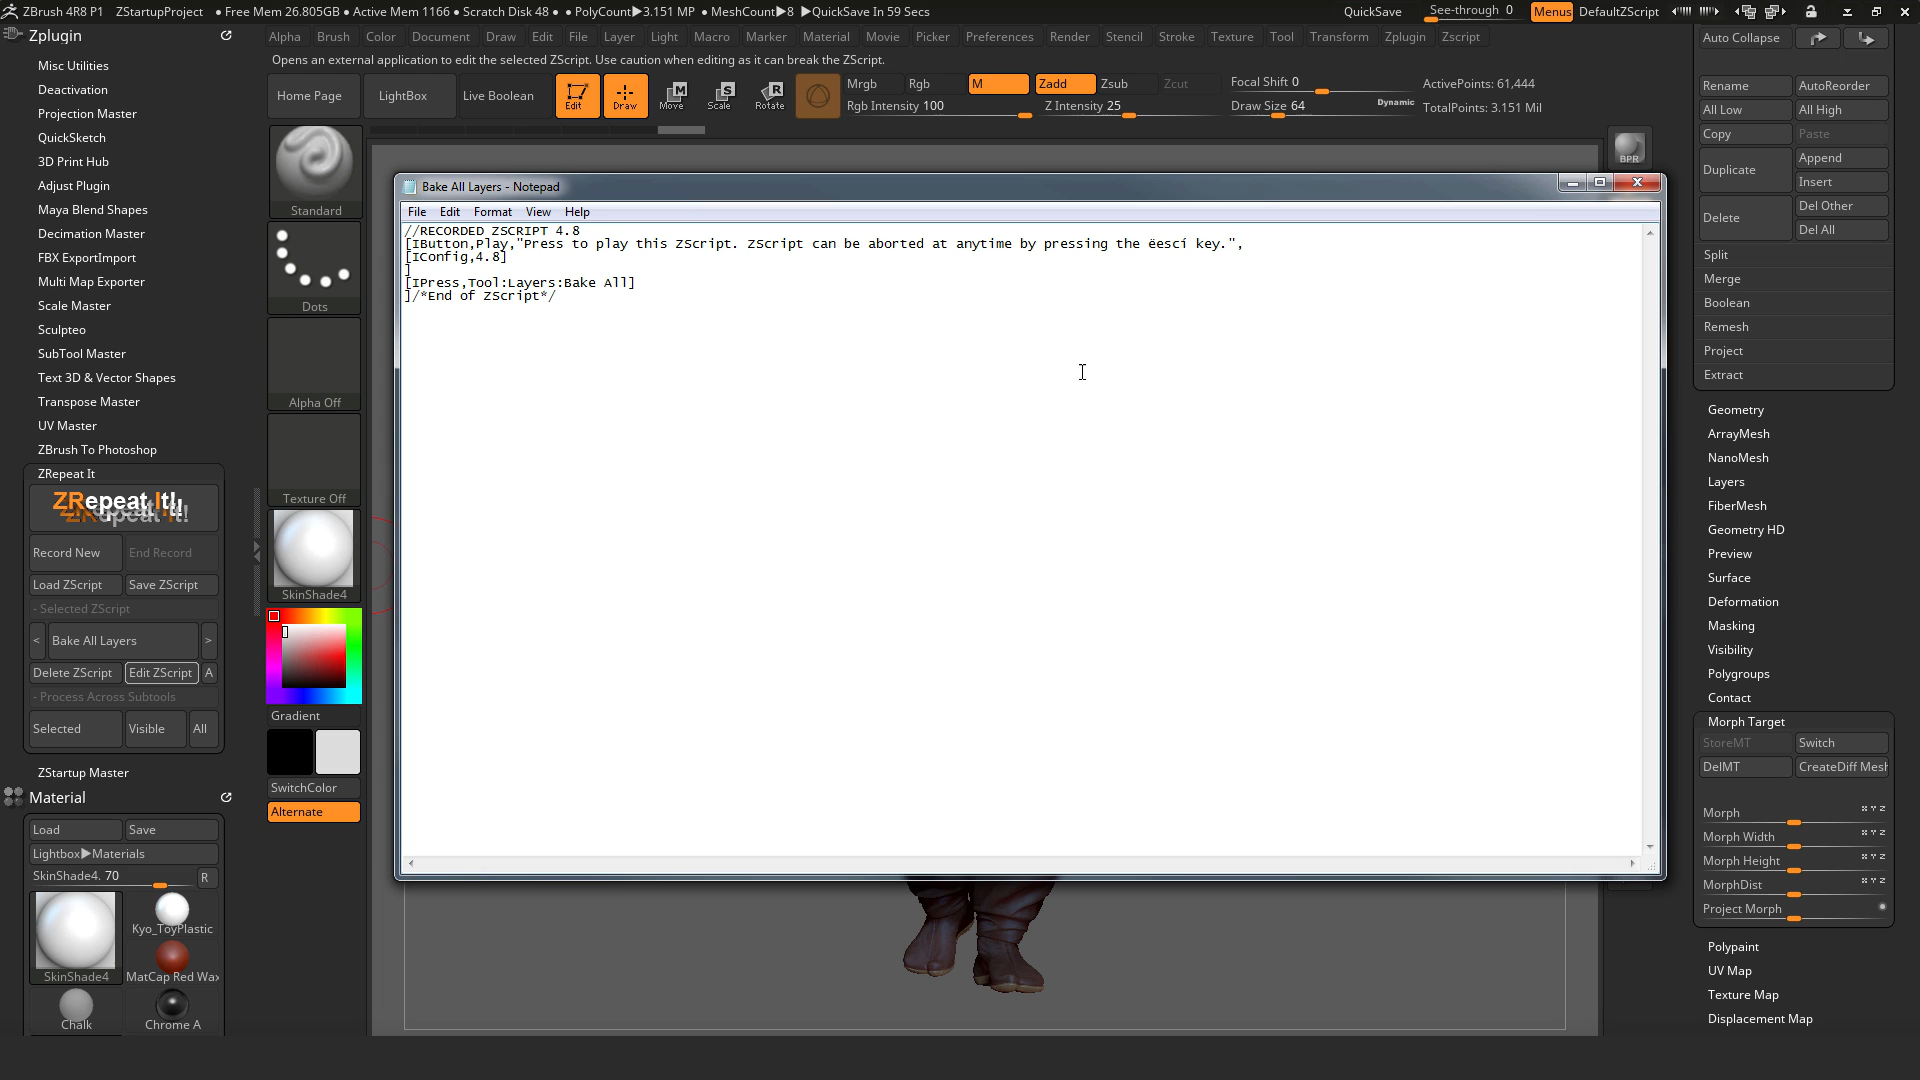 ZBrush 4R8 P1 ZStartupProject • Free Mem 26.805GB • Active Mem 1166 • Scratch Disk 48 • • PolyCount▶3.151 MP • MeshCount▶8 ▶QuickSave In 59 Secs QuickSave See-through 0 Menus DefaultZScript
Zplugin
Alpha Brush Color Document Draw Edit File Layer Light Macro Marker Material Movie Picker Preferences Render Stencil Stroke Texture Tool Transform Zplugin Zscript
Opens an external application to edit the selected ZScript. Use caution when editing as it can break the ZScript.
Home Page LightBox Live Boolean Edit Draw Move Scale Rotate
Mrgb Rgb M Zadd Zsub Zcut Focal Shift 0 ActivePoints: 61,444
Rgb Intensity 100 Z Intensity 25 Draw Size 64 Dynamic TotalPoints: 3.151 Mil
Misc Utilities
Deactivation
Projection Master
QuickSketch
3D Print Hub
Adjust Plugin
Maya Blend Shapes
Decimation Master
FBX ExportImport
Multi Map Exporter
Scale Master
Sculpteo
SubTool Master
Text 3D & Vector Shapes
Transpose Master
UV Master
ZBrush To Photoshop
ZRepeat It
ZRepeat It!
Record New End Record
Load ZScript Save ZScript
- Selected ZScript
< Bake All Layers >
Delete ZScript Edit ZScript A
- Process Across Subtools
Selected Visible All
ZStartup Master
Material
Load Save
Lightbox▶Materials
SkinShade4. 70 R
SkinShade4
Kyo_ToyPlastic
MatCap Red Wax
Chalk
Chrome A
Standard
Dots
Alpha Off
Texture Off
SkinShade4
Gradient
SwitchColor
Alternate
BPR
Bake All Layers - Notepad
File Edit Format View Help
//RECORDED ZSCRIPT 4.8
[IButton,Play,"Press to play this ZScript. ZScript can be aborted at anytime by pressing the ëescí key.",
[IConfig,4.8]
]
[IPress,Tool:Layers:Bake All]
]/*End of ZScript*/
Auto Collapse
Rename AutoReorder
All Low All High
Copy Paste
Duplicate Append
Insert
Delete Del Other
Del All
Split
Merge
Boolean
Remesh
Project
Extract
Geometry
ArrayMesh
NanoMesh
Layers
FiberMesh
Geometry HD
Preview
Surface
Deformation
Masking
Visibility
Polygroups
Contact
Morph Target
StoreMT Switch
DelMT CreateDiff Mesh
Morph
Morph Width
Morph Height
MorphDist
Project Morph
Polypaint
UV Map
Texture Map
Displacement Map